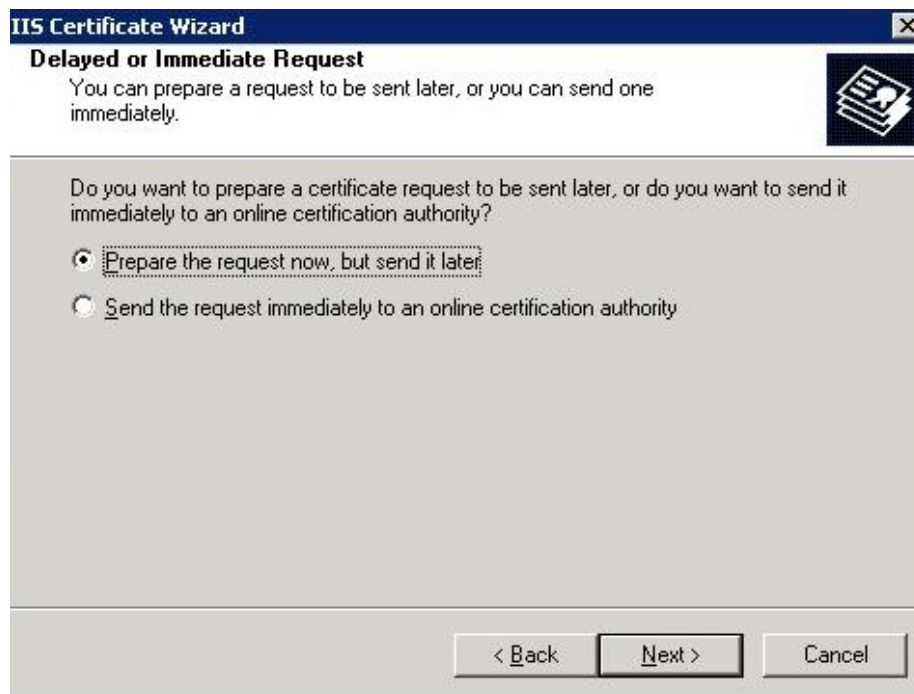 IIS Certificate Wizard
Delayed or Immediate Request
You can prepare a request to be sent later, or you can send one
immediately.
Do you want to prepare a certificate request to be sent later, or do you want to send it
immediately to an online certification authority?
Prepare the request now, but send it later
Send the request immediately to an online certification authority
< Back
Next >
Cancel